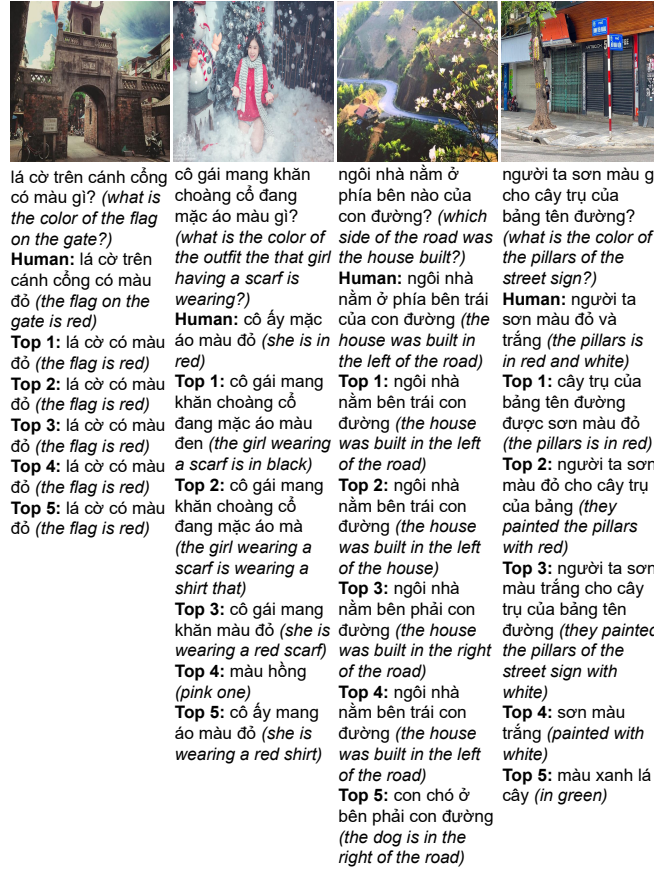 lá cờ trên cánh cổng
có màu gì? (what is
the color of the flag
on the gate?)
Human: lá cờ trên
cánh cổng có màu
đỏ (the flag on the
gate is red)
Top 1: lá cờ có màu
đỏ (the flag is red)
Top 2: lá cờ có màu
đỏ (the flag is red)
Top 3: lá cờ có màu
đỏ (the flag is red)
Top 4: lá cờ có màu
đỏ (the flag is red)
Top 5: lá cờ có màu
đỏ (the flag is red)
cô gái mang khăn
choàng cổ đang
mặc áo màu gì?
(what is the color of
the outfit the that girl
having a scarf is
wearing?)
Human: cô ấy mặc
áo màu đỏ (she is in
red)
Top 1: cô gái mang
khăn choàng cổ
đang mặc áo màu
đen (the girl wearing
a scarf is in black)
Top 2: cô gái mang
khăn choàng cổ
đang mặc áo mà
(the girl wearing a
scarf is wearing a
shirt that)
Top 3: cô gái mang
khăn màu đỏ (she is
wearing a red scarf)
Top 4: màu hồng
(pink one)
Top 5: cô ấy mang
áo màu đỏ (she is
wearing a red shirt)
ngôi nhà nằm ở
phía bên nào của
con đường? (which
side of the road was
the house built?)
Human: ngôi nhà
nằm ở phía bên trái
của con đường (the
house was built in
the left of the road)
Top 1: ngôi nhà
nằm bên trái con
đường (the house
was built in the left
of the road)
Top 2: ngôi nhà
nằm bên trái con
đường (the house
was built in the left
of the house)
Top 3: ngôi nhà
nằm bên phải con
đường (the house
was built in the right
of the road)
Top 4: ngôi nhà
nằm bên trái con
đường (the house
was built in the left
of the road)
Top 5: con chó ở
bên phải con đường
(the dog is in the
right of the road)
người ta sơn màu g
cho cây trụ của
bảng tên đường?
(what is the color of
the pillars of the
street sign?)
Human: người ta
sơn màu đỏ và
trắng (the pillars is
in red and white)
Top 1: cây trụ của
bảng tên đường
được sơn màu đỏ
(the pillars is in red)
Top 2: người ta sơn
màu đỏ cho cây trụ
của bảng (they
painted the pillars
with red)
Top 3: người ta sơn
màu trắng cho cây
trụ của bảng tên
đường (they painted
the pillars of the
street sign with
white)
Top 4: sơn màu
trắng (painted with
white)
Top 5: màu xanh lá
cây (in green)